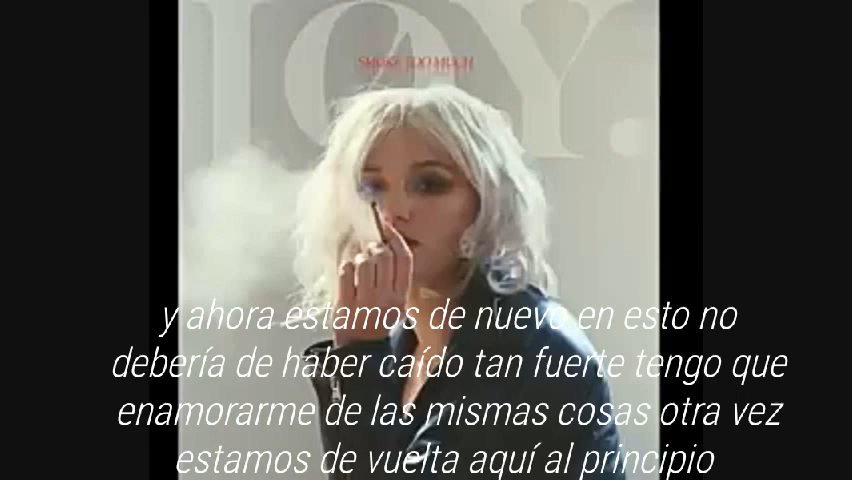 JOY.
SMOKE TOO MUCH
y ahora estamos de nuevo en esto no
debería de haber caído tan fuerte tengo que
enamorarme de las mismas cosas otra vez
estamos de vuelta aquí al principio